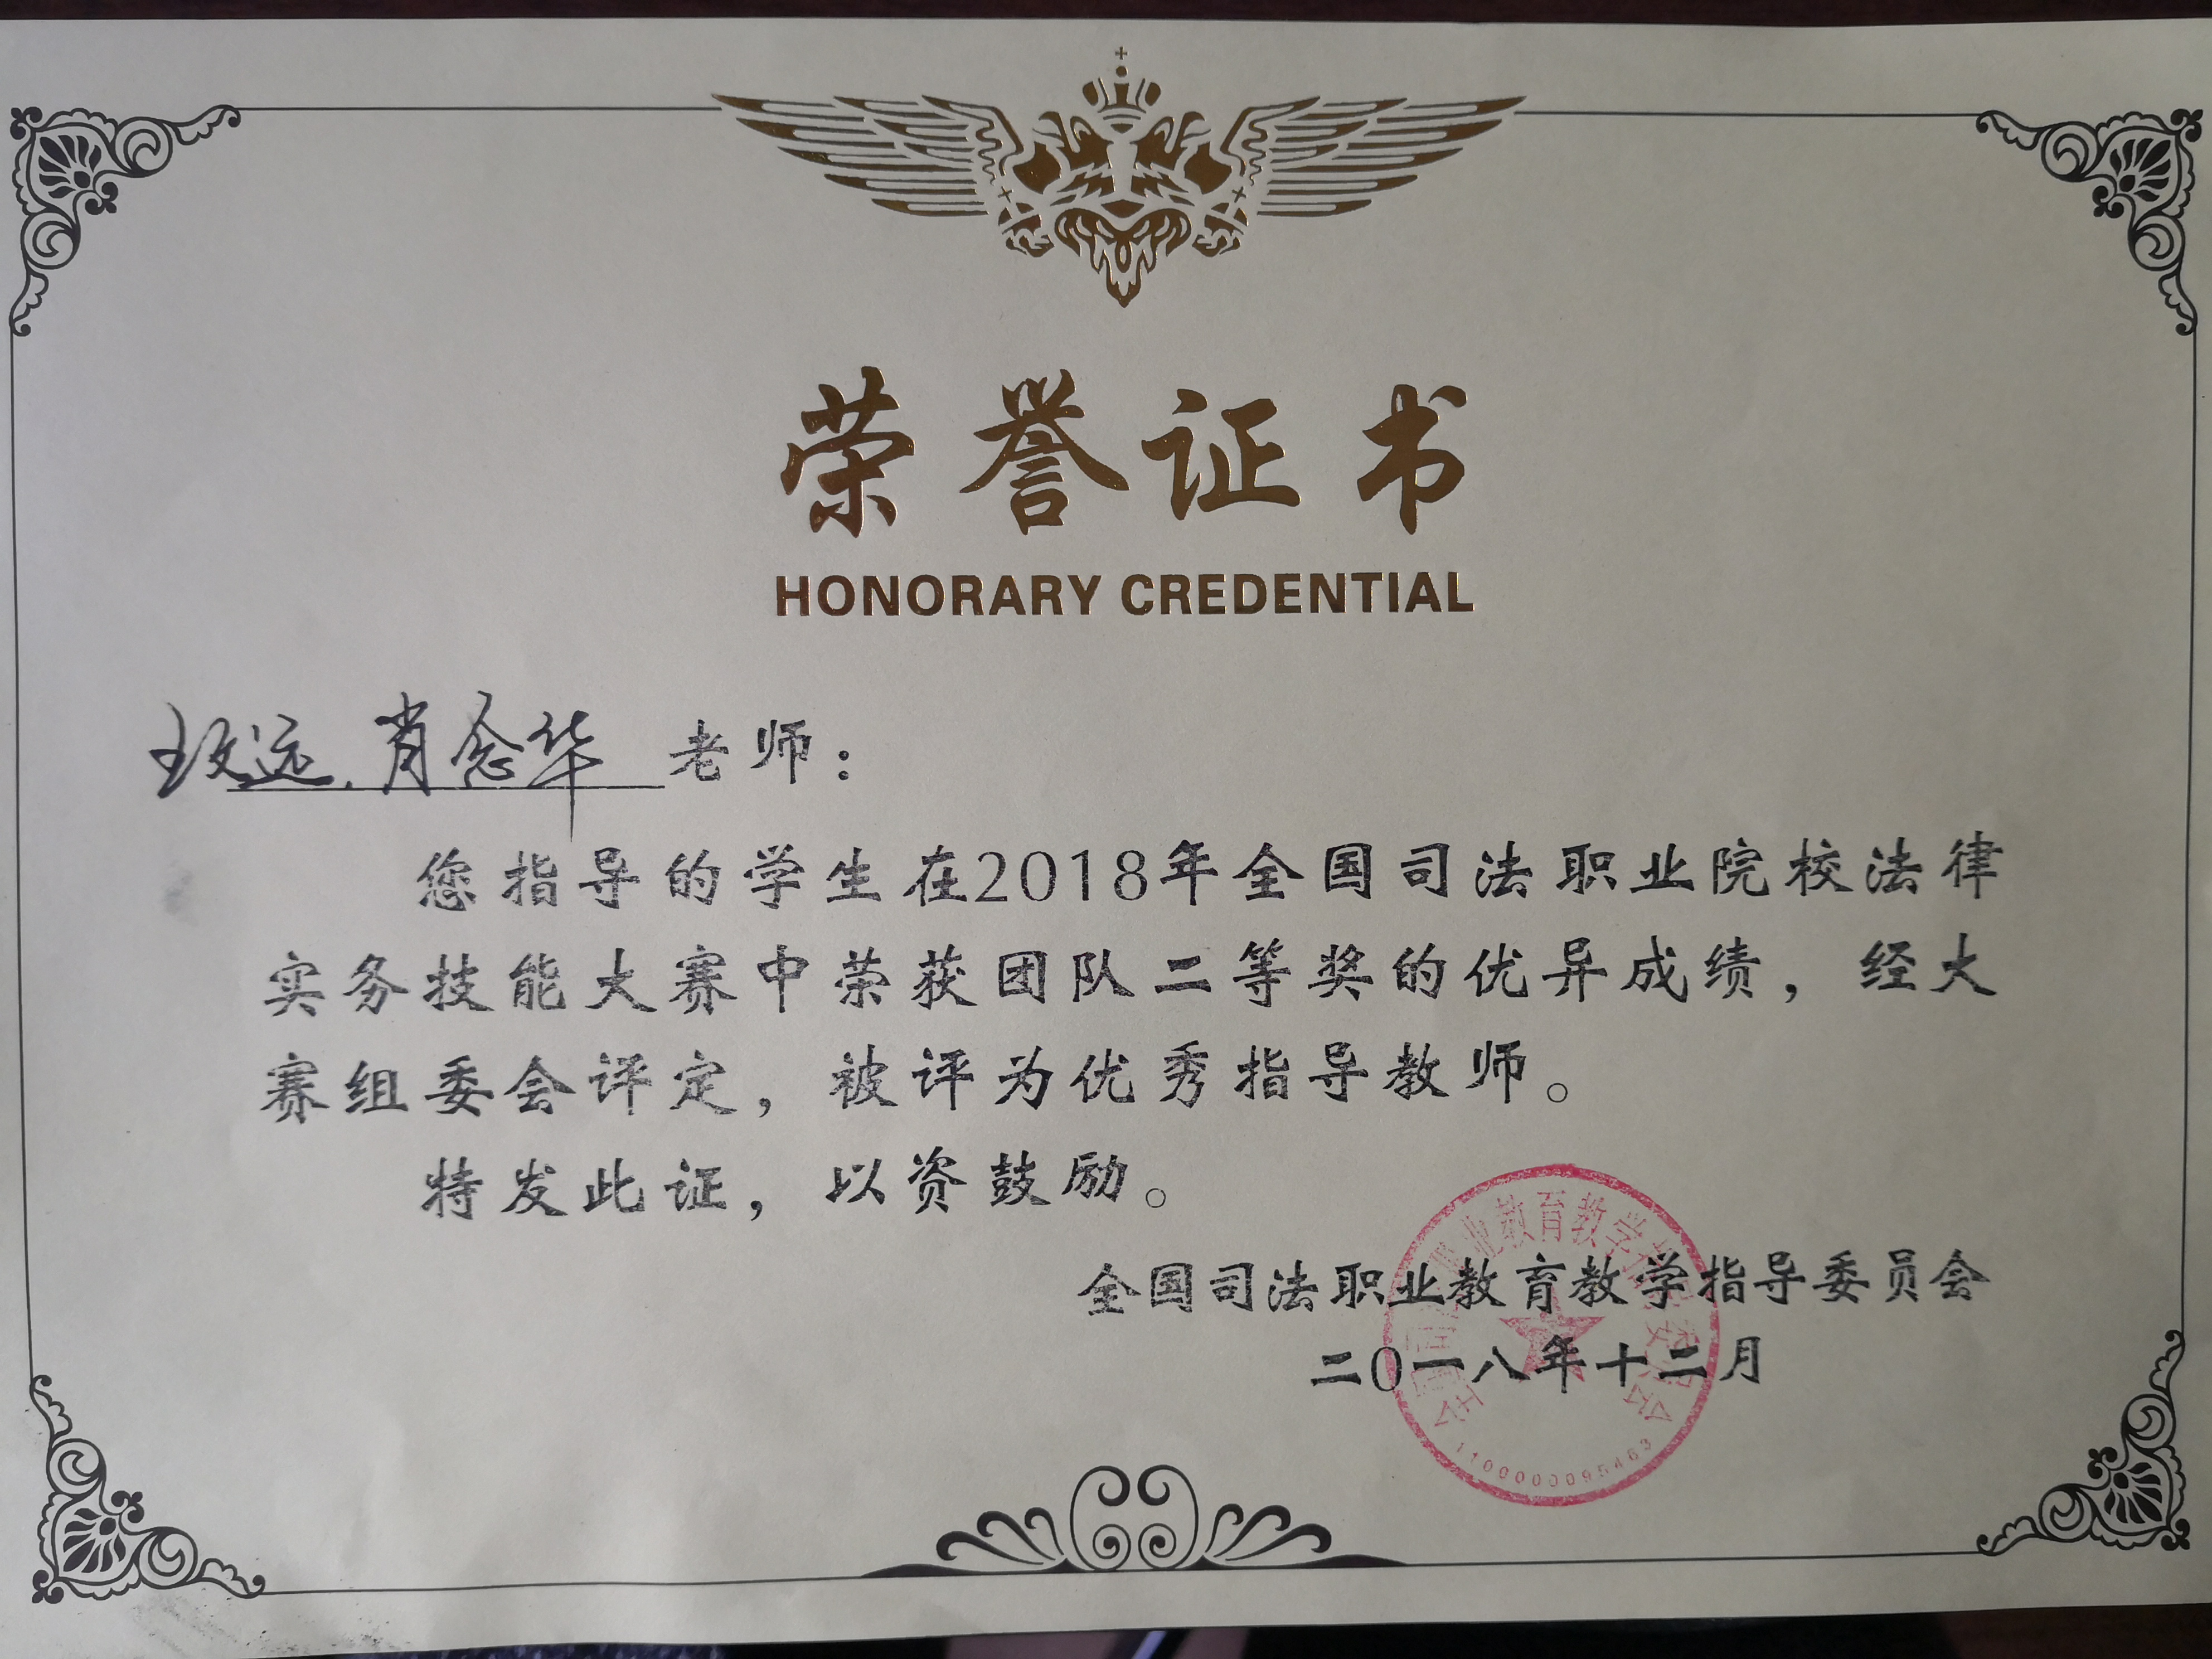 荣誉证书
HONORARY CREDENTIAL
肖念华 老师：
您指导的学生在2018年全国司法职业院校法律
实务技能大赛中荣获团队二等奖的优异成绩，经大
赛组委会评定，被评为优秀指导教师。
特发此证，以资鼓励。
全国司法职业教育教学指导委员会
二0一八年十二月